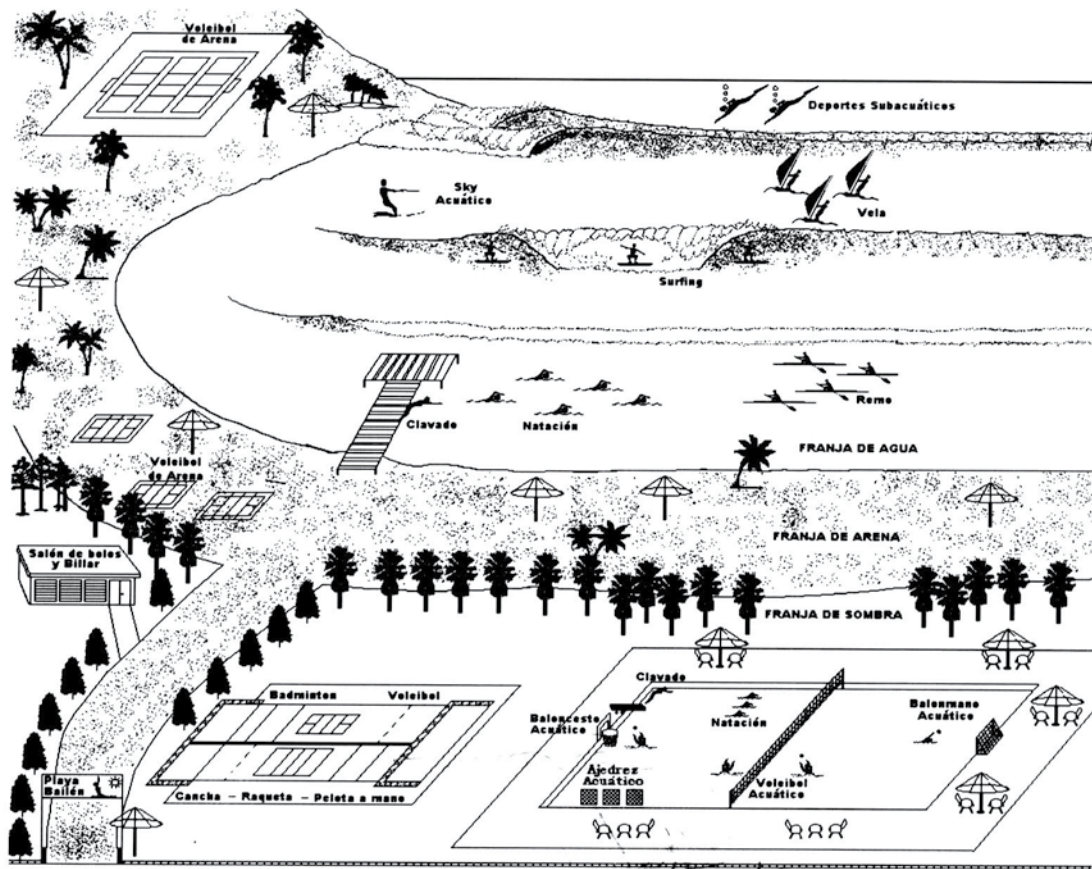 Voleibol
de Arena
Deportes Subacuáticos
Sky
Acuático
Vela
Surfing
Clavado
Natación
Remo
FRANJA DE AGUA
Voleibol
de Arena
FRANJA DE ARENA
Salón de bolos
y Billar
FRANJA DE SOMBRA
Badminton
Voleibol
Cancha – Raqueta – Pelota a mano
Clavado
Baloncesto
Acuático
Natación
Balonmano
Acuático
Ajedrez
Acuático
Voleibol
Acuático
Playa
Bailén